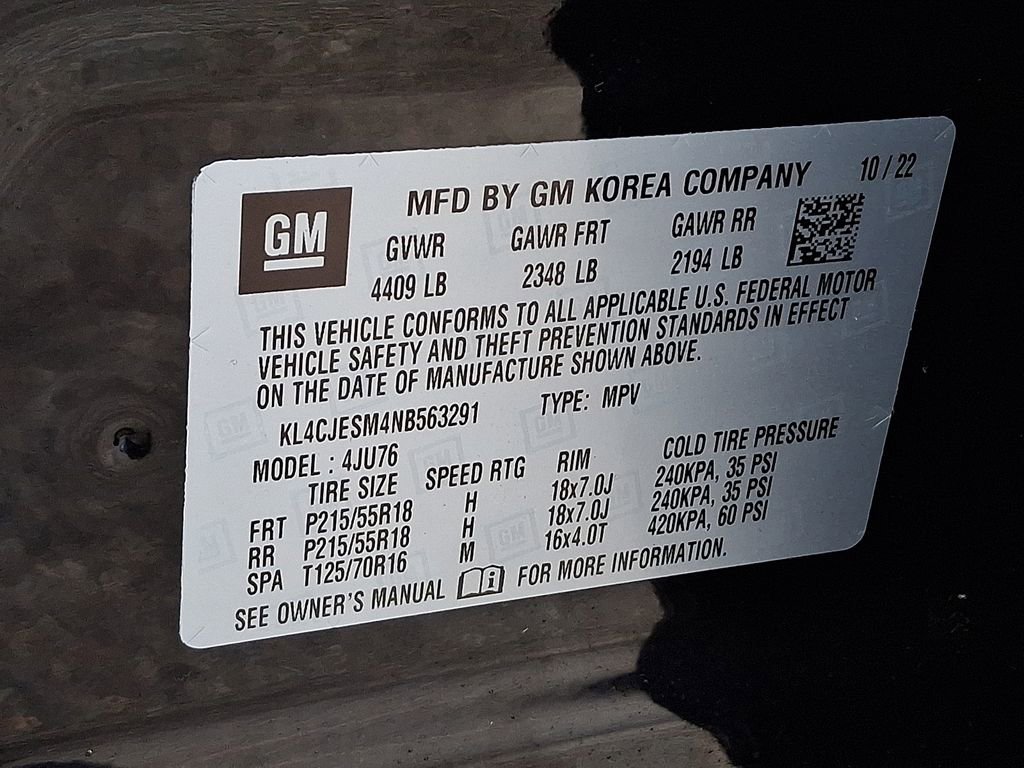 GM
MFD BY GM KOREA COMPANY 10/22
GVWR GAWR FRT GAWR RR
4409 LB 2348 LB 2194 LB
THIS VEHICLE CONFORMS TO ALL APPLICABLE U.S. FEDERAL MOTOR
VEHICLE SAFETY AND THEFT PREVENTION STANDARDS IN EFFECT
ON THE DATE OF MANUFACTURE SHOWN ABOVE.
KL4CJESM4NB563291 TYPE: MPV
MODEL : 4JU76
TIRE SIZE SPEED RTG RIM COLD TIRE PRESSURE
FRT P215/55R18 H 18x7.0J 240KPA, 35 PSI
RR P215/55R18 H 18x7.0J 240KPA, 35 PSI
SPA T125/70R16 M 16x4.0T 420KPA, 60 PSI
SEE OWNER'S MANUAL i FOR MORE INFORMATION.